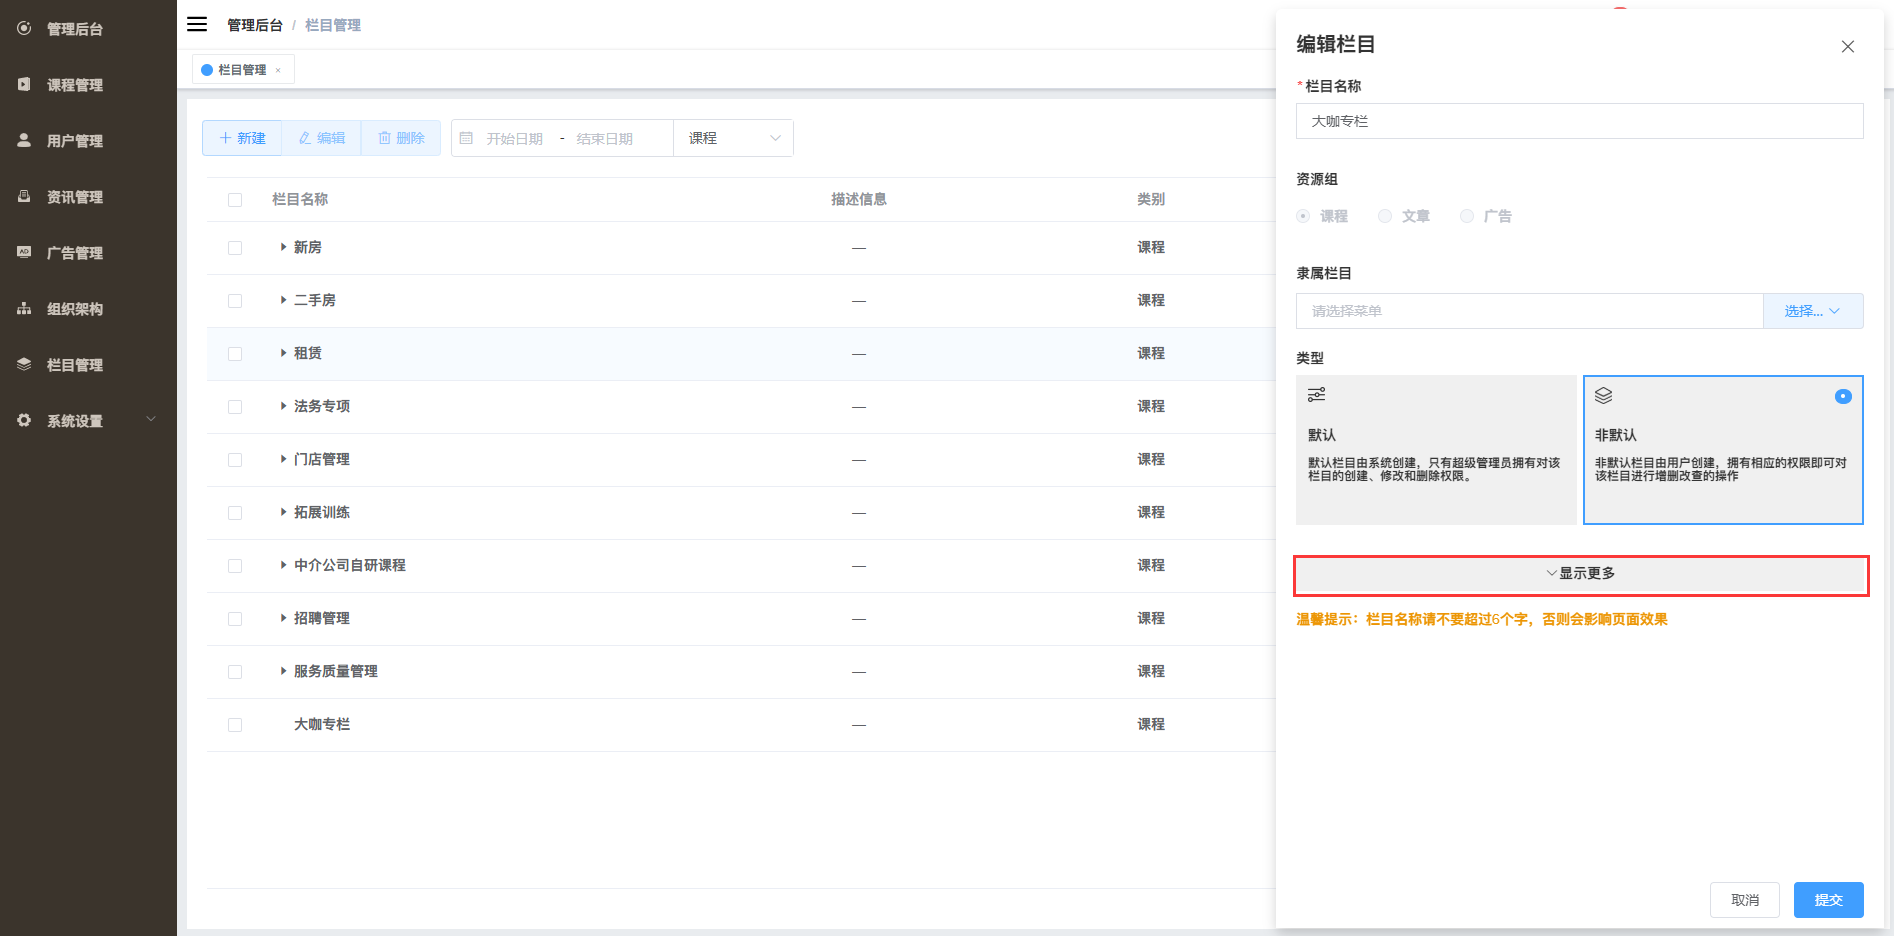 管理后台
课程管理
用户管理
资讯管理
广告管理
组织架构
栏目管理
系统设置
管理后台 / 栏目管理
栏目管理 ×
新建 编辑 删除 开始日期 - 结束日期 课程
栏目名称 描述信息 类别
新房 — 课程
二手房 — 课程
租赁 — 课程
法务专项 — 课程
门店管理 — 课程
拓展训练 — 课程
中介公司自研课程 — 课程
招聘管理 — 课程
服务质量管理 — 课程
大咖专栏 — 课程
编辑栏目
* 栏目名称
大咖专栏
资源组
课程 文章 广告
隶属栏目
请选择菜单 选择...
类型
默认
默认栏目由系统创建，只有超级管理员拥有对该
栏目的创建、修改和删除权限。
非默认
非默认栏目由用户创建，拥有相应的权限即可对
该栏目进行增删改查的操作
显示更多
温馨提示：栏目名称请不要超过6个字，否则会影响页面效果
取消 提交